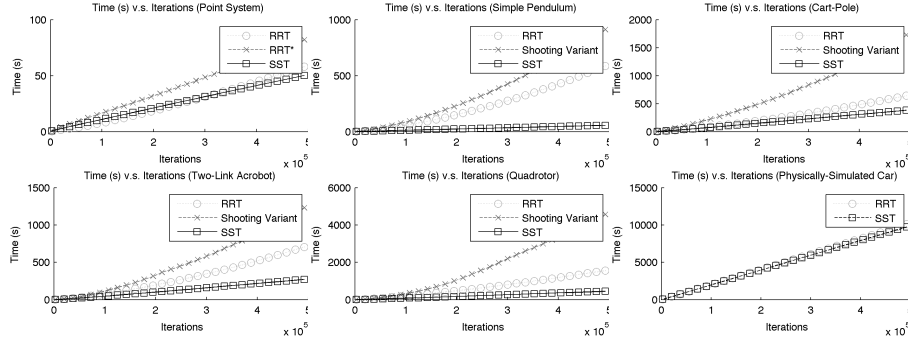 Time (s) v.s. Iterations (Point System)
100
50
0
Time (s)
RRT
RRT*
SST
0 1 2 3 4 5
Iterations
x 10^5
Time (s) v.s. Iterations (Simple Pendulum)
1000
500
0
Time (s)
RRT
Shooting Variant
SST
0 1 2 3 4 5
Iterations
x 10^5
Time (s) v.s. Iterations (Cart-Pole)
2000
1500
1000
500
0
Time (s)
RRT
Shooting Variant
SST
0 1 2 3 4 5
Iterations
x 10^5
Time (s) v.s. Iterations (Two-Link Acrobot)
1500
1000
500
0
Time (s)
RRT
Shooting Variant
SST
0 1 2 3 4 5
Iterations
x 10^5
Time (s) v.s. Iterations (Quadrotor)
6000
4000
2000
0
Time (s)
RRT
Shooting Variant
SST
0 1 2 3 4 5
Iterations
x 10^5
Time (s) v.s. Iterations (Physically-Simulated Car)
15000
10000
5000
0
Time (s)
RRT
SST
0 1 2 3 4 5
Iterations
x 10^5